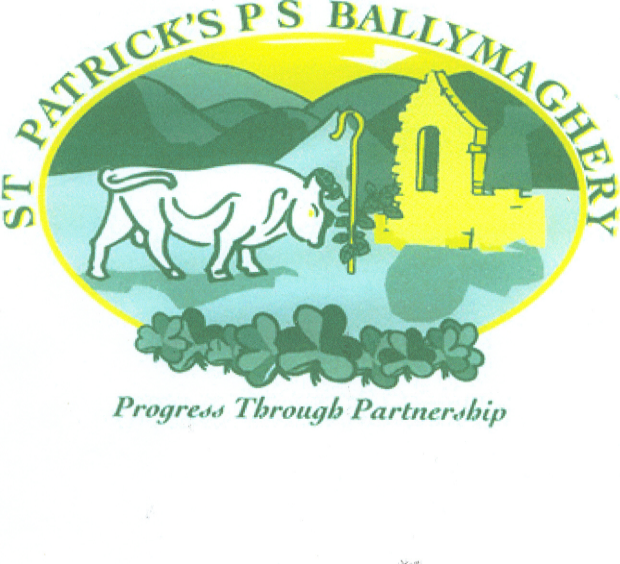 ST PATRICK'S P S BALLYMAGHERY
Progress Through Partnership